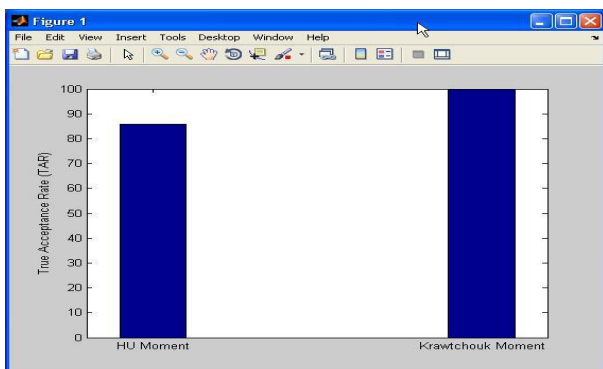 Figure 1
File Edit View Insert Tools Desktop Window Help
True Acceptance Rate (TAR)
100
90
80
70
60
50
40
30
20
10
0
HU Moment Krawtchouk Moment